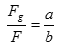 F_g/F = a/b